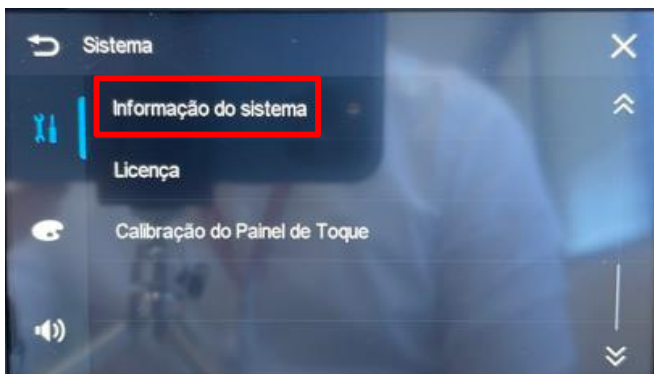 Sistema
Informação do sistema
Licença
Calibração do Painel de Toque